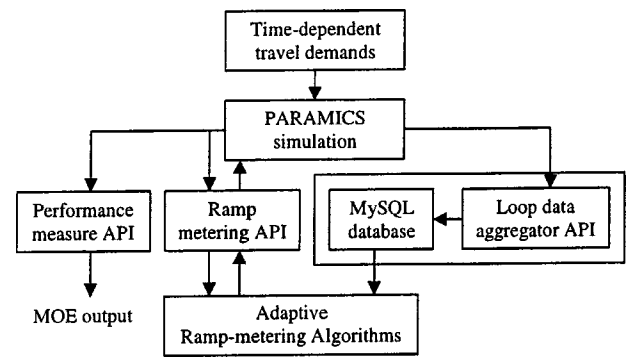 Time-dependent
travel demands
PARAMICS
simulation
Performance
measure API
Ramp
metering API
MySQL
database
Loop data
aggregator API
MOE output
Adaptive
Ramp-metering Algorithms